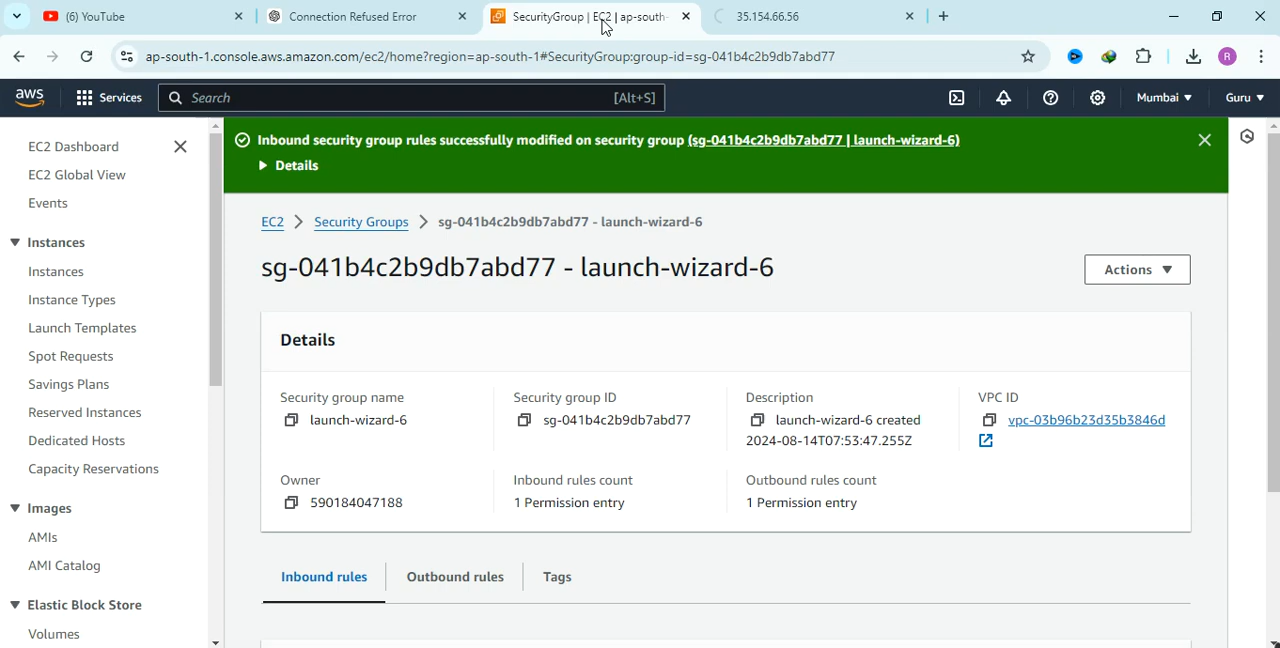 (6) YouTube
Connection Refused Error
SecurityGroup | EC2 | ap-south-
35.154.66.56
ap-south-1.console.aws.amazon.com/ec2/home?region=ap-south-1#SecurityGroup:group-id=sg-041b4c2b9db7abd77
R
aws
Services
Search
[Alt+S]
Mumbai
Guru
EC2 Dashboard
EC2 Global View
Events
Instances
Instances
Instance Types
Launch Templates
Spot Requests
Savings Plans
Reserved Instances
Dedicated Hosts
Capacity Reservations
Images
AMIs
AMI Catalog
Elastic Block Store
Volumes
Inbound security group rules successfully modified on security group (sg-041b4c2b9db7abd77 | launch-wizard-6)
Details
EC2 > Security Groups > sg-041b4c2b9db7abd77 - launch-wizard-6
sg-041b4c2b9db7abd77 - launch-wizard-6
Actions
Details
Security group name
launch-wizard-6
Security group ID
sg-041b4c2b9db7abd77
Description
launch-wizard-6 created
2024-08-14T07:53:47.255Z
VPC ID
vpc-03b96b23d35b3846d
Owner
590184047188
Inbound rules count
1 Permission entry
Outbound rules count
1 Permission entry
Inbound rules
Outbound rules
Tags